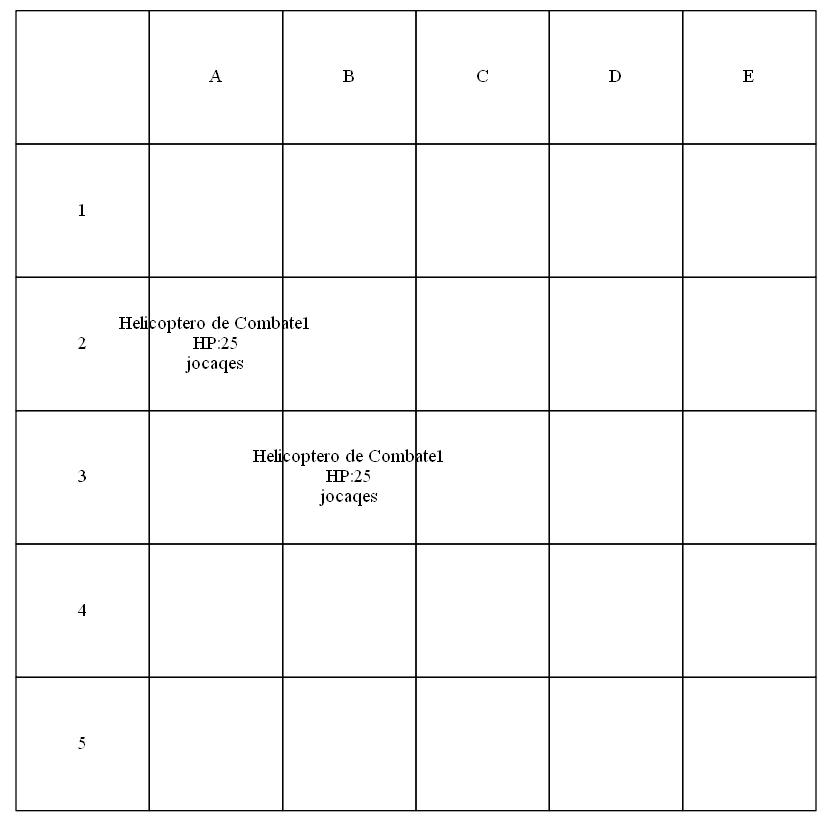 A B C D E
1
2
Helicoptero de Combate1
HP:25
jocaqes
3
Helicoptero de Combate1
HP:25
jocaqes
4
5